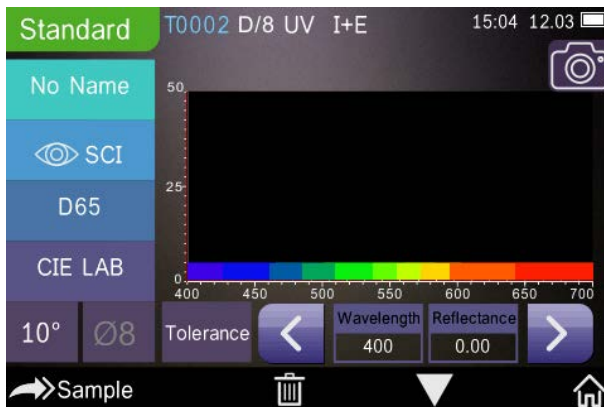 Standard T0002 D/8 UV I+E 15:04 12.03
No Name
SCI
D65
CIE LAB
10° Ø8
50
25
0
400 450 500 550 600 650 700
Tolerance
Wavelength
400
Reflectance
0.00
Sample